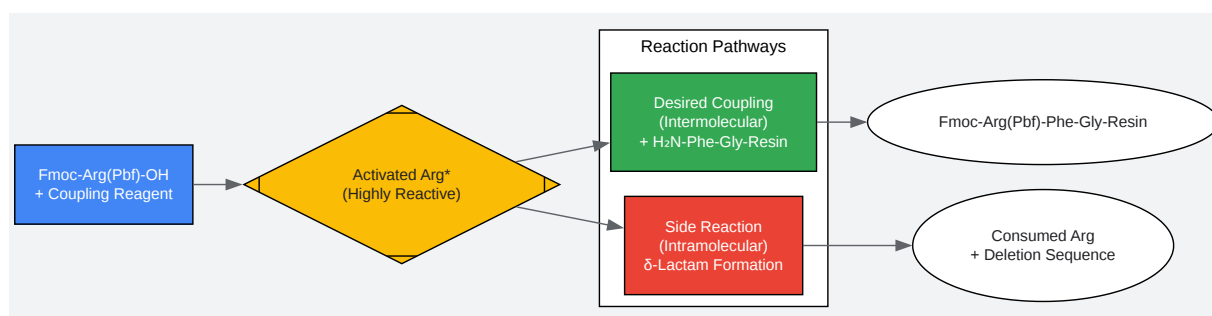 Fmoc-Arg(Pbf)-OH
+ Coupling Reagent
Activated Arg*
(Highly Reactive)
Reaction Pathways
Desired Coupling
(Intermolecular)
+ H₂N-Phe-Gly-Resin
Side Reaction
(Intramolecular)
δ-Lactam Formation
Fmoc-Arg(Pbf)-Phe-Gly-Resin
Consumed Arg
+ Deletion Sequence